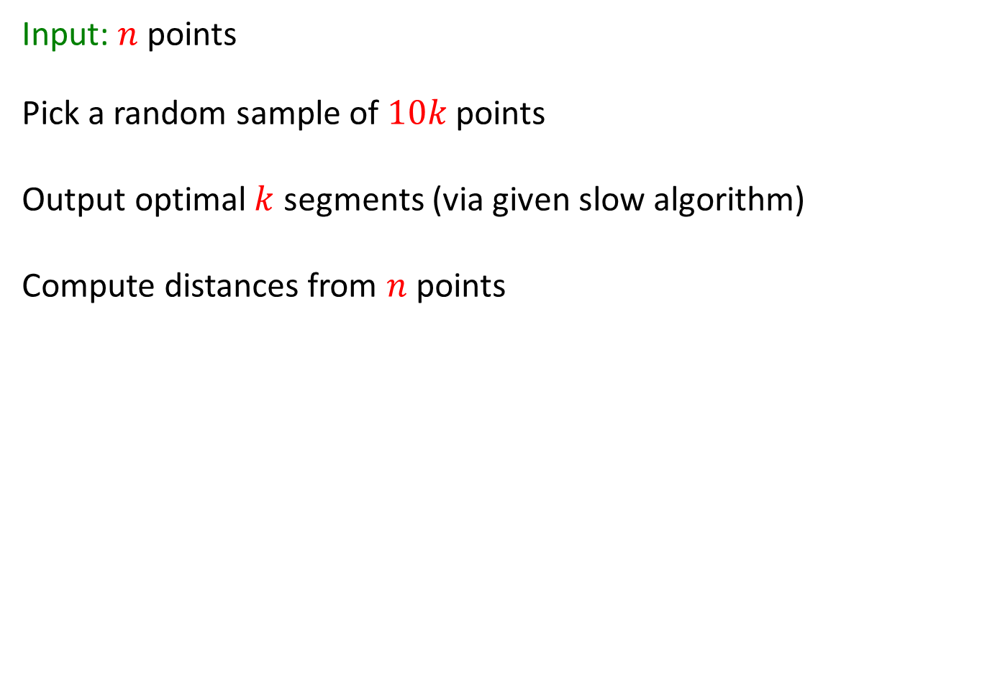 Input: n points
Pick a random sample of 10k points
Output optimal k segments (via given slow algorithm)
Compute distances from n points